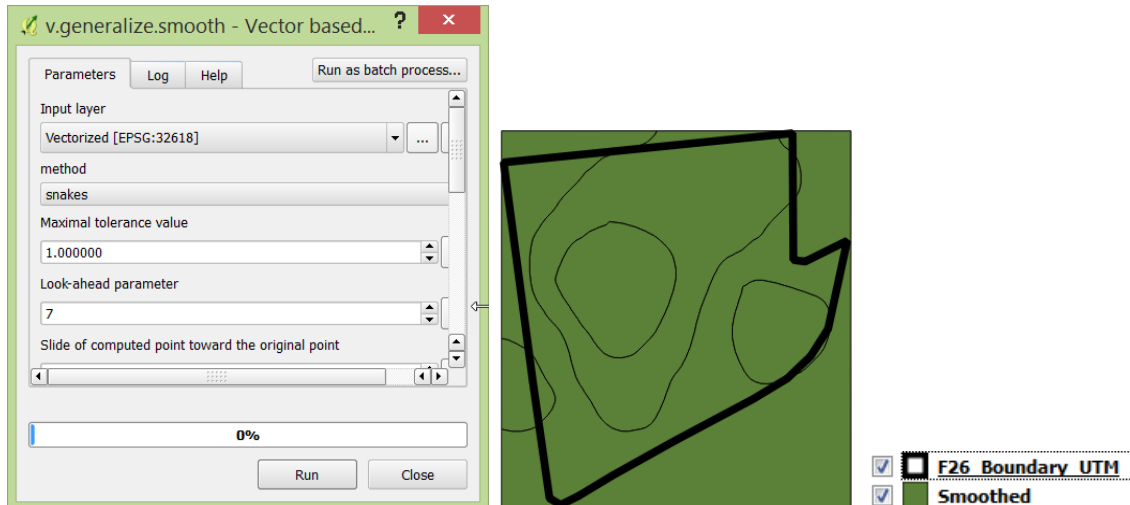 v.generalize.smooth - Vector based... ? ×
Parameters Log Help Run as batch process...
Input layer
Vectorized [EPSG:32618] ...
method
snakes
Maximal tolerance value
1.000000
Look-ahead parameter
7
Slide of computed point toward the original point
0%
Run Close
F26_Boundary_UTM
Smoothed